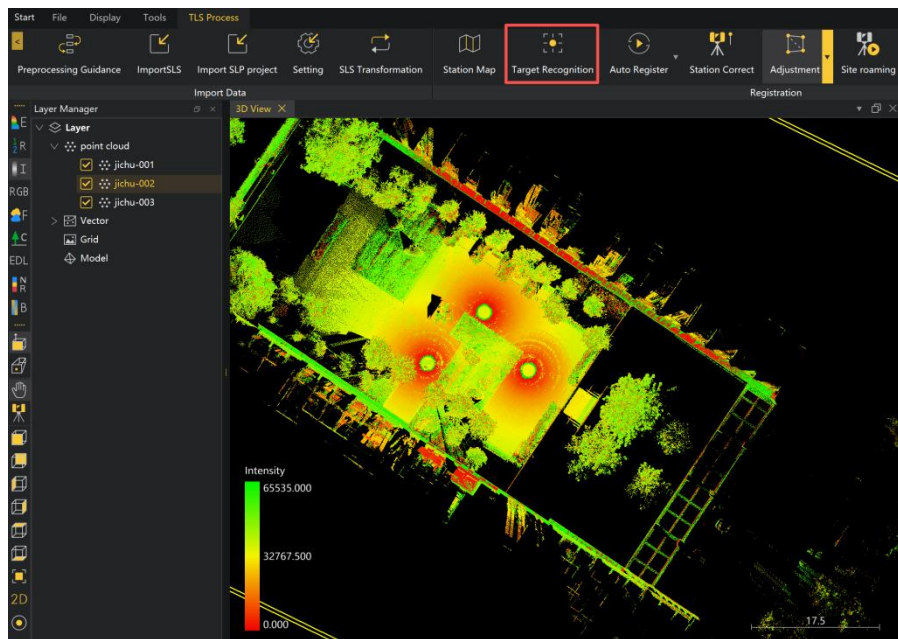 Start File Display Tools TLS Process
Preprocessing Guidance ImportSLS Import SLP project Setting SLS Transformation Station Map Target Recognition Auto Register Station Correct Adjustment Site roaming
Import Data Registration
Layer Manager
3D View
Layer
point cloud
jichu-001
jichu-002
jichu-003
Vector
Grid
Model
E
R
I
RGB
F
C
EDL
N
R
B
2D
Intensity
65535.000
32767.500
0.000
17.5